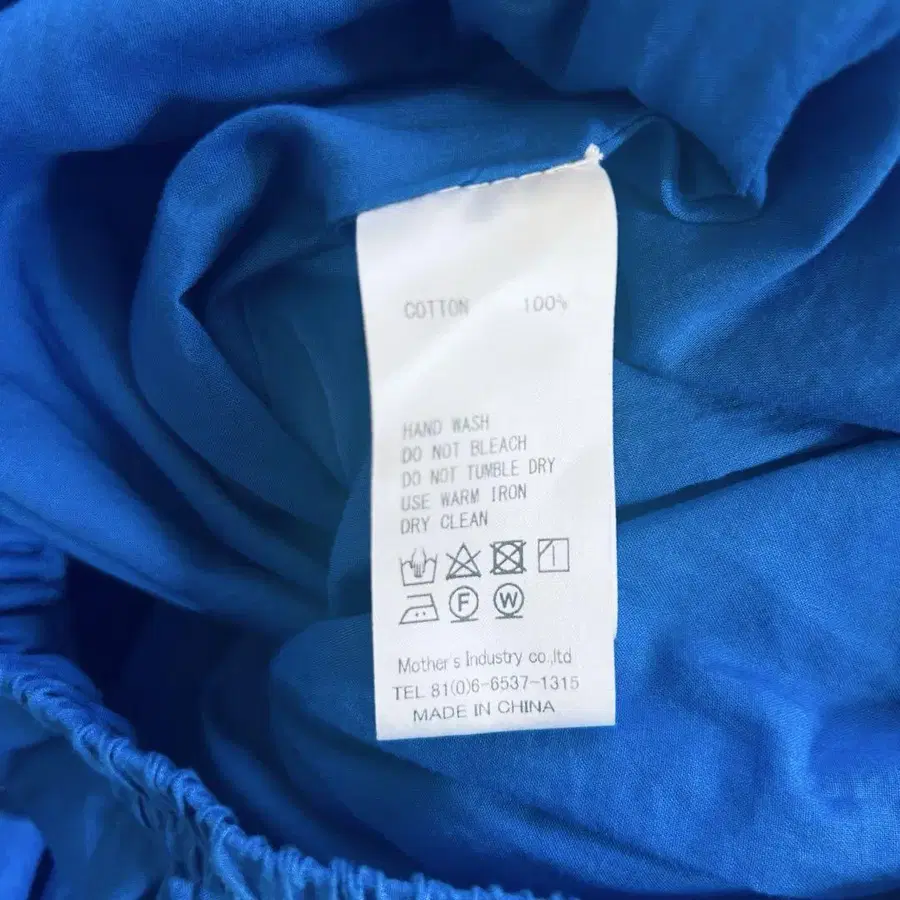 COTTON 100%
HAND WASH
DO NOT BLEACH
DO NOT TUMBLE DRY
USE WARM IRON
DRY CLEAN
F W
Mother's Industry co.,ltd
TEL 81(0)6-6537-1315
MADE IN CHINA